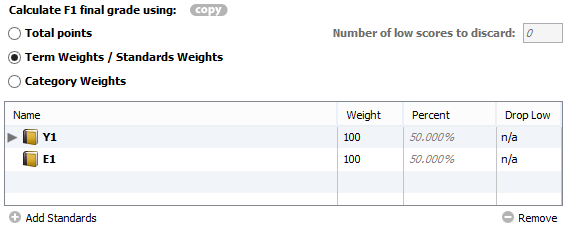 Calculate F1 final grade using: copy
Total points Number of low scores to discard: 0
Term Weights / Standards Weights
Category Weights
Name Weight Percent Drop Low
Y1 100 50.000% n/a
E1 100 50.000% n/a
Add Standards Remove